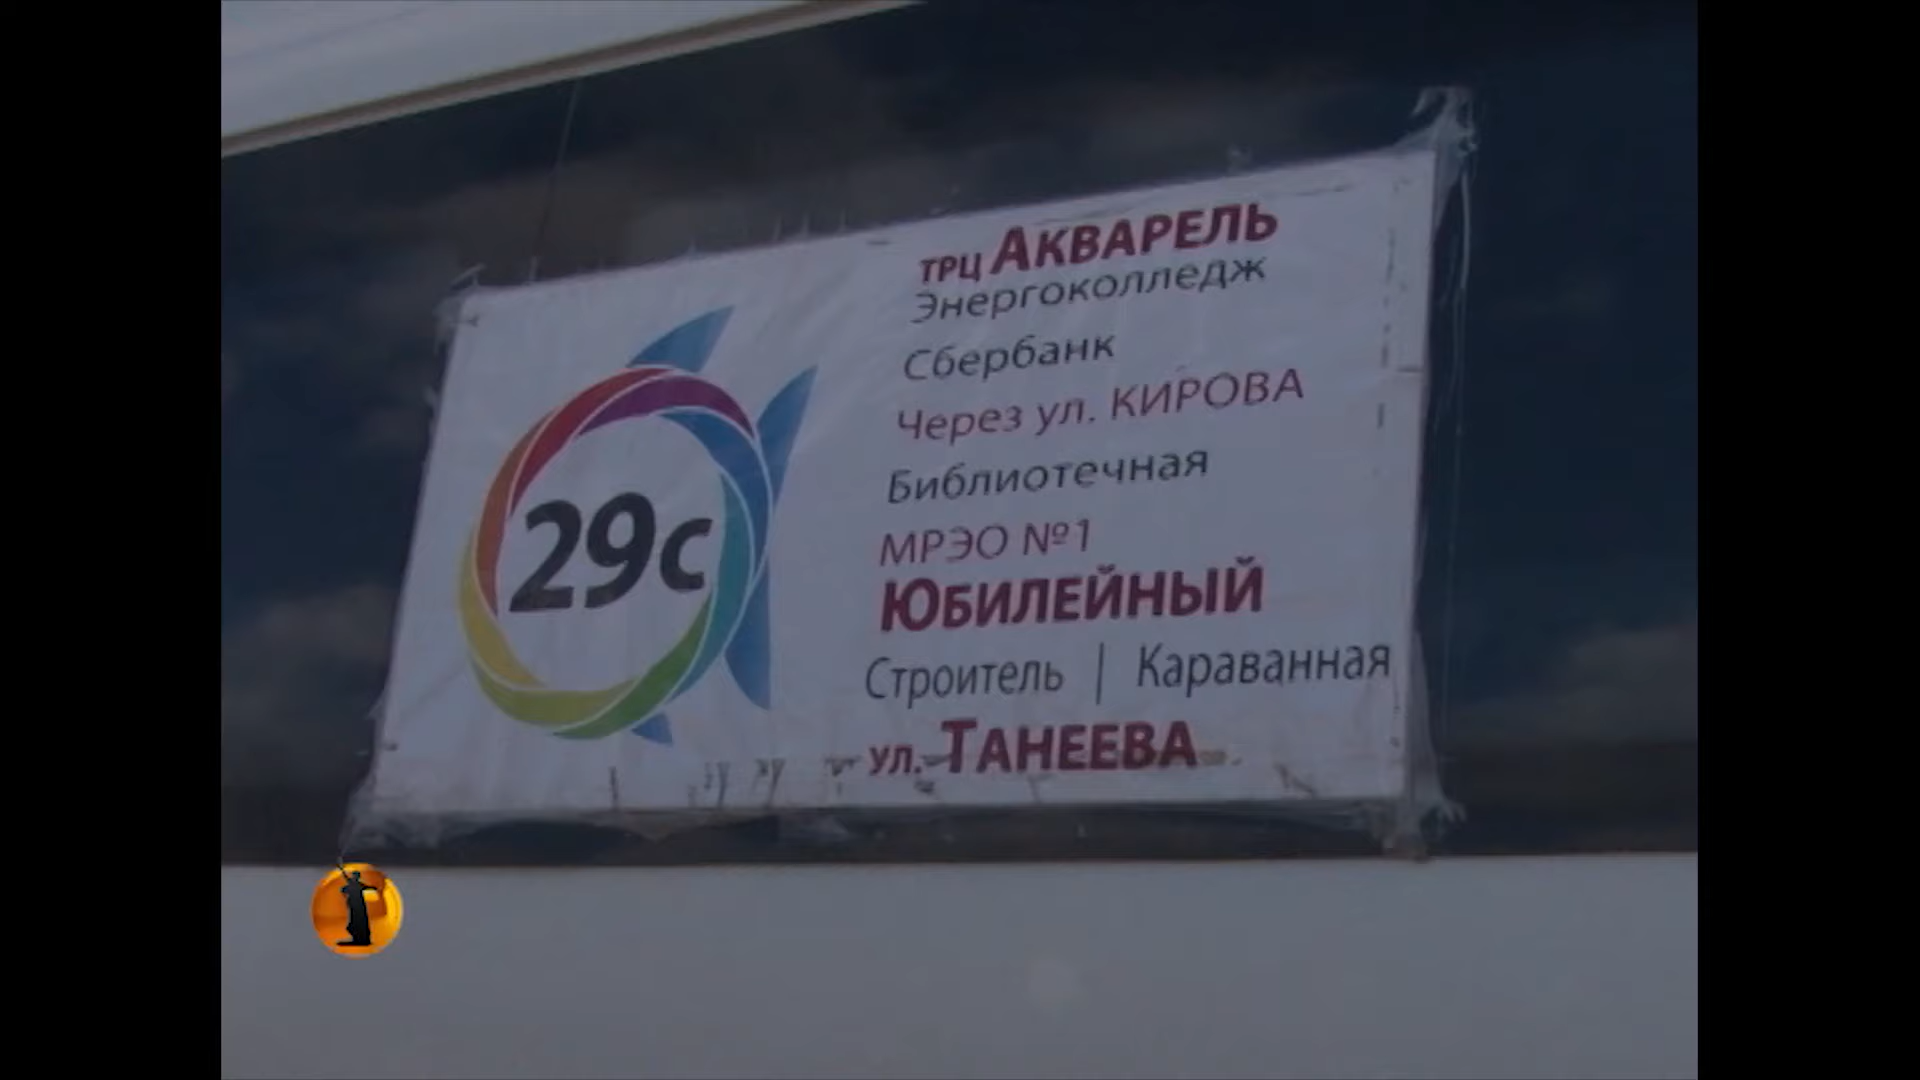 29с
ТРЦ АКВАРЕЛЬ
Энергоколледж
Сбербанк
Через ул. КИРОВА
Библиотечная
МРЭО №1
ЮБИЛЕЙНЫЙ
Строитель | Караванная
ул. ТАНЕЕВА